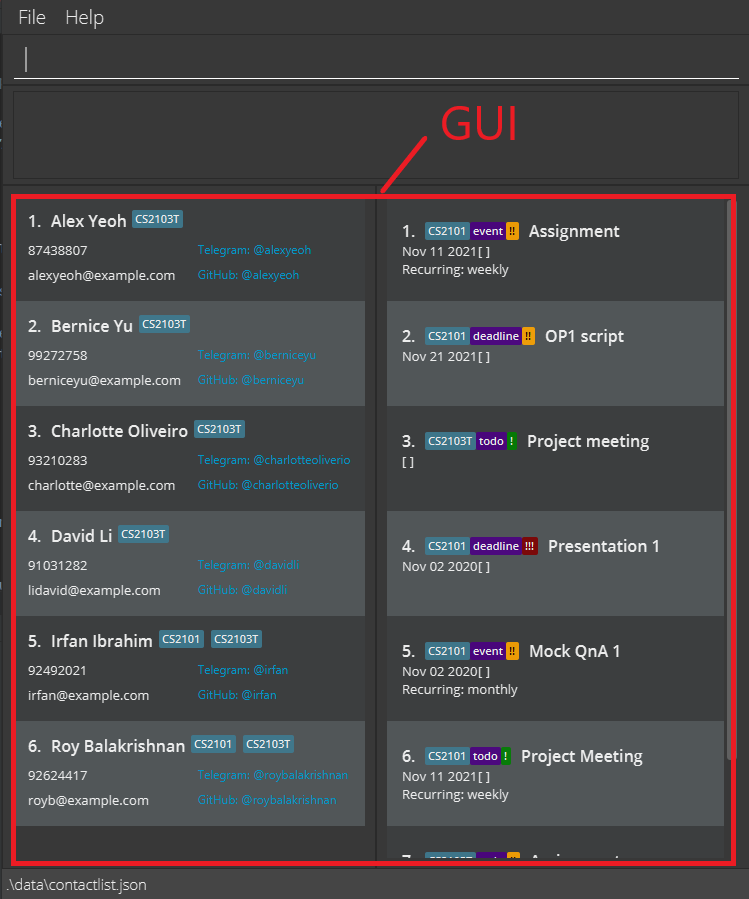 File Help
GUI
1. Alex Yeoh CS2103T
87438807 Telegram: @alexyeoh
alexyeoh@example.com GitHub: @alexyeoh
2. Bernice Yu CS2103T
99272758 Telegram: @berniceyu
berniceyu@example.com GitHub: @berniceyu
3. Charlotte Oliveiro CS2103T
93210283 Telegram: @charlotteoliverio
charlotte@example.com GitHub: @charlotteoliverio
4. David Li CS2103T
91031282 Telegram: @davidli
lidavid@example.com GitHub: @davidli
5. Irfan Ibrahim CS2101 CS2103T
92492021 Telegram: @irfan
irfan@example.com GitHub: @irfan
6. Roy Balakrishnan CS2101 CS2103T
92624417 Telegram: @roybalakrishnan
royb@example.com GitHub: @roybalakrishnan
1. CS2101 event !! Assignment
Nov 11 2021[ ]
Recurring: weekly
2. CS2101 deadline !! OP1 script
Nov 21 2021[ ]
3. CS2103T todo ! Project meeting
[ ]
4. CS2101 deadline !!! Presentation 1
Nov 02 2020[ ]
5. CS2101 event !! Mock QnA 1
Nov 02 2020[ ]
Recurring: monthly
6. CS2101 todo ! Project Meeting
Nov 11 2021[ ]
Recurring: weekly
.\data\contactlist.json